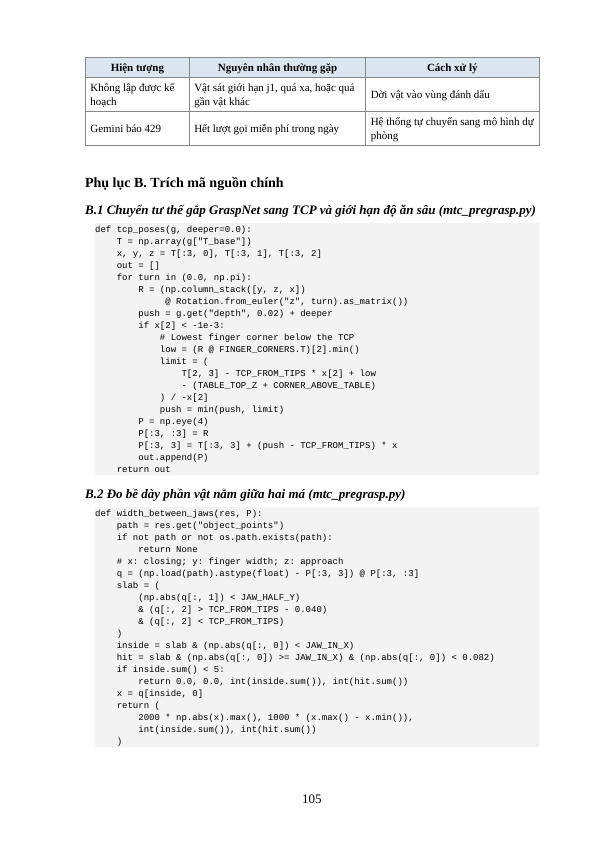 Hiện tượng Nguyên nhân thường gặp Cách xử lý
Không lập được kế hoạch Vật sát giới hạn j1, quá xa, hoặc quá gần vật khác Dời vật vào vùng đánh dấu
Gemini báo 429 Hết lượt gọi miễn phí trong ngày Hệ thống tự chuyển sang mô hình dự phòng
Phụ lục B. Trích mã nguồn chính
B.1 Chuyển tư thế gắp GraspNet sang TCP và giới hạn độ ăn sâu (mtc_pregrasp.py)
def tcp_poses(g, deeper=0.0):
    T = np.array(g["T_base"])
    x, y, z = T[:3, 0], T[:3, 1], T[:3, 2]
    out = []
    for turn in (0.0, np.pi):
        R = (np.column_stack([y, z, x])
             @ Rotation.from_euler("z", turn).as_matrix())
        push = g.get("depth", 0.02) + deeper
        if x[2] < -1e-3:
            # Lowest finger corner below the TCP
            low = (R @ FINGER_CORNERS.T)[2].min()
            limit = (
                T[2, 3] - TCP_FROM_TIPS * x[2] + low
                - (TABLE_TOP_Z + CORNER_ABOVE_TABLE)
            ) / -x[2]
            push = min(push, limit)
        P = np.eye(4)
        P[:3, :3] = R
        P[:3, 3] = T[:3, 3] + (push - TCP_FROM_TIPS) * x
        out.append(P)
    return out
B.2 Đo bề dày phần vật nằm giữa hai má (mtc_pregrasp.py)
def width_between_jaws(res, P):
    path = res.get("object_points")
    if not path or not os.path.exists(path):
        return None
    # x: closing; y: finger width; z: approach
    q = (np.load(path).astype(float) - P[:3, 3]) @ P[:3, :3]
    slab = (
        (np.abs(q[:, 1]) < JAW_HALF_Y)
        & (q[:, 2] > TCP_FROM_TIPS - 0.040)
        & (q[:, 2] < TCP_FROM_TIPS)
    )
    inside = slab & (np.abs(q[:, 0]) < JAW_IN_X)
    hit = slab & (np.abs(q[:, 0]) >= JAW_IN_X) & (np.abs(q[:, 0]) < 0.082)
    if inside.sum() < 5:
        return 0.0, 0.0, int(inside.sum()), int(hit.sum())
    x = q[inside, 0]
    return (
        2000 * np.abs(x).max(), 1000 * (x.max() - x.min()),
        int(inside.sum()), int(hit.sum())
    )
105